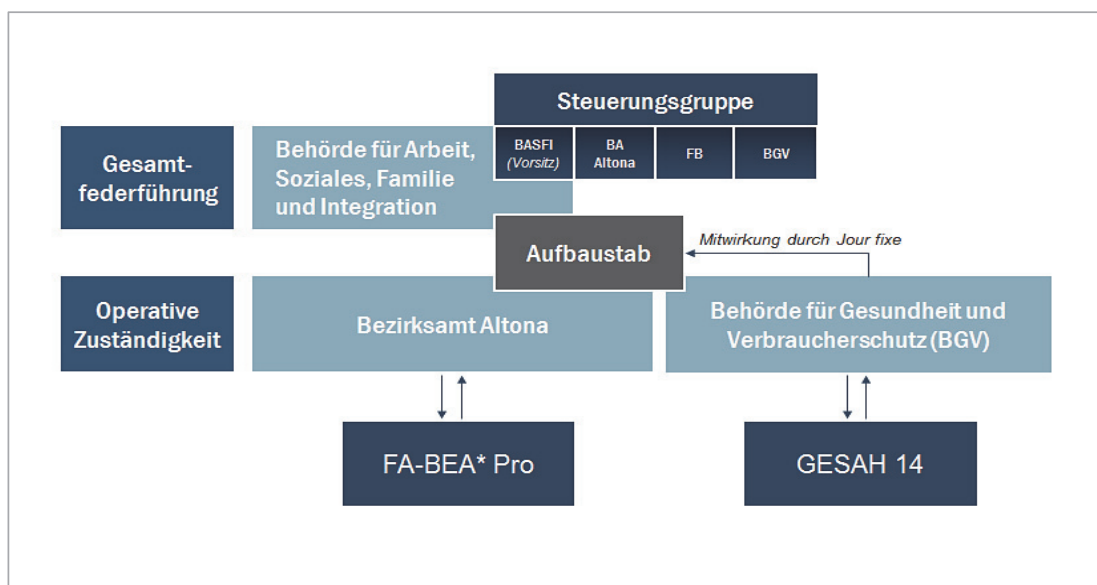 Steuerungsgruppe
Gesamt-
federführung
Behörde für Arbeit,
Soziales, Familie
und Integration
BASFI
(Vorsitz)
BA
Altona
FB
BGV
Aufbaustab
Mitwirkung durch Jour fixe
Operative
Zuständigkeit
Bezirksamt Altona
Behörde für Gesundheit und
Verbraucherschutz (BGV)
FA-BEA* Pro
GESAH 14